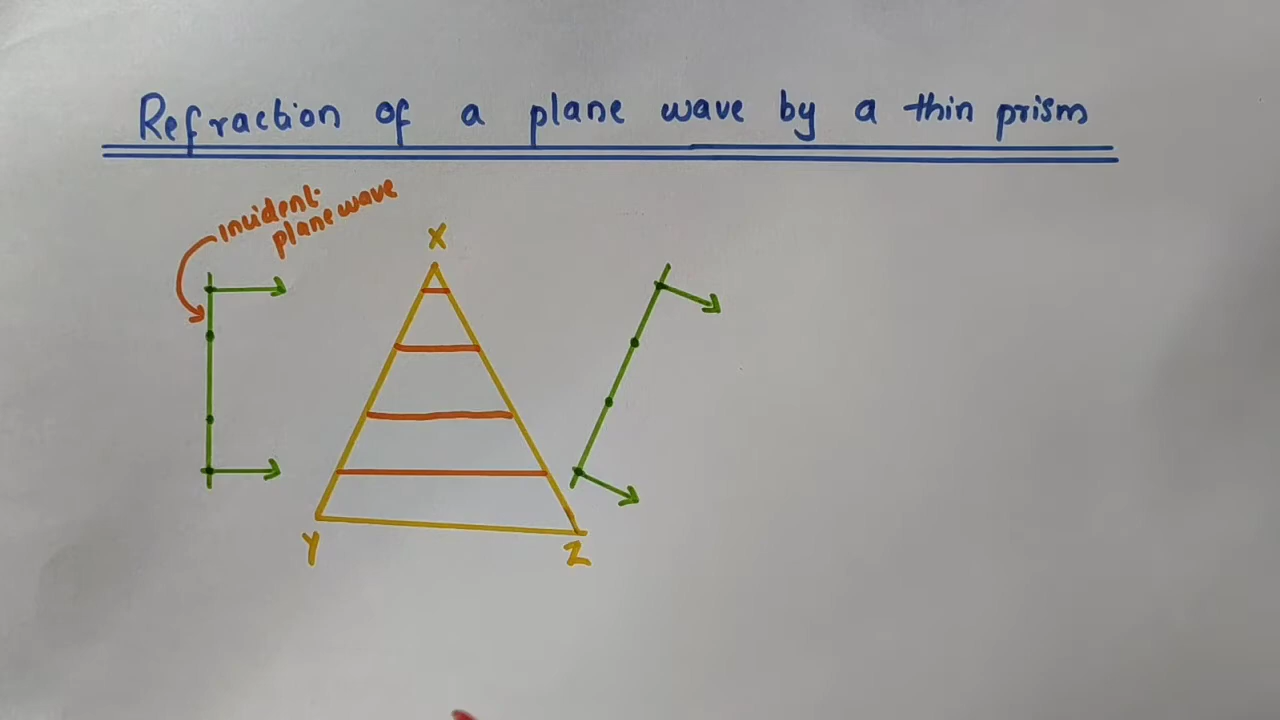 Refraction of a plane wave by a thin prism
Incident
plane wave
X
Y
Z